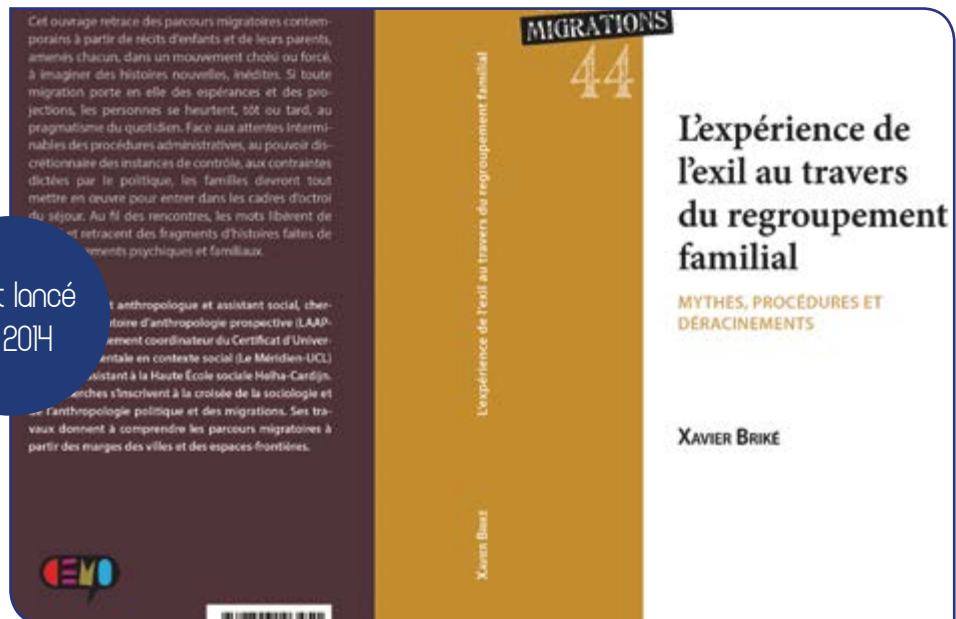 Cet ouvrage retrace des parcours migratoires contem-
porains à partir de récits d'enfants et de leurs parents,
amenés chacun, dans un mouvement choisi ou forcé,
à imaginer des histoires nouvelles, inédites. Si toute
migration porte en elle des espérances et des pro-
jections, les personnes se heurtent, tôt ou tard, au
pragmatisme du quotidien. Face aux attentes intermi-
nables des procédures administratives, au pouvoir dis-
crétionnaire des instances de contrôle, aux contraintes
dictées par le politique, les familles devront tout
mettre en œuvre pour entrer dans les cadres d'octroi
du séjour. Au fil des rencontres, les mots libèrent de
et retracent des fragments d'histoires faites de
ements psychiques et familiaux.
t lancé
2014
t anthropologue et assistant social, cher-
toire d'anthropologie prospective (LAAP-
ement coordinateur du Certificat d'Univer-
entale en contexte social (Le Méridien-UCL)
sistant à la Haute École sociale Helha-Cardijn.
erches s'inscrivent à la croisée de la sociologie et
de l'anthropologie politique et des migrations. Ses tra-
vaux donnent à comprendre les parcours migratoires à
partir des marges des villes et des espaces-frontières.
CEMO
L'expérience de l'exil au travers du regroupement familial
XAVIER BRIKÉ
MIGRATIONS
44
L'expérience de
l'exil au travers
du regroupement
familial
MYTHES, PROCÉDURES ET
DÉRACINEMENTS
XAVIER BRIKÉ